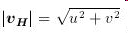 |v_H| = √(u² + v²)